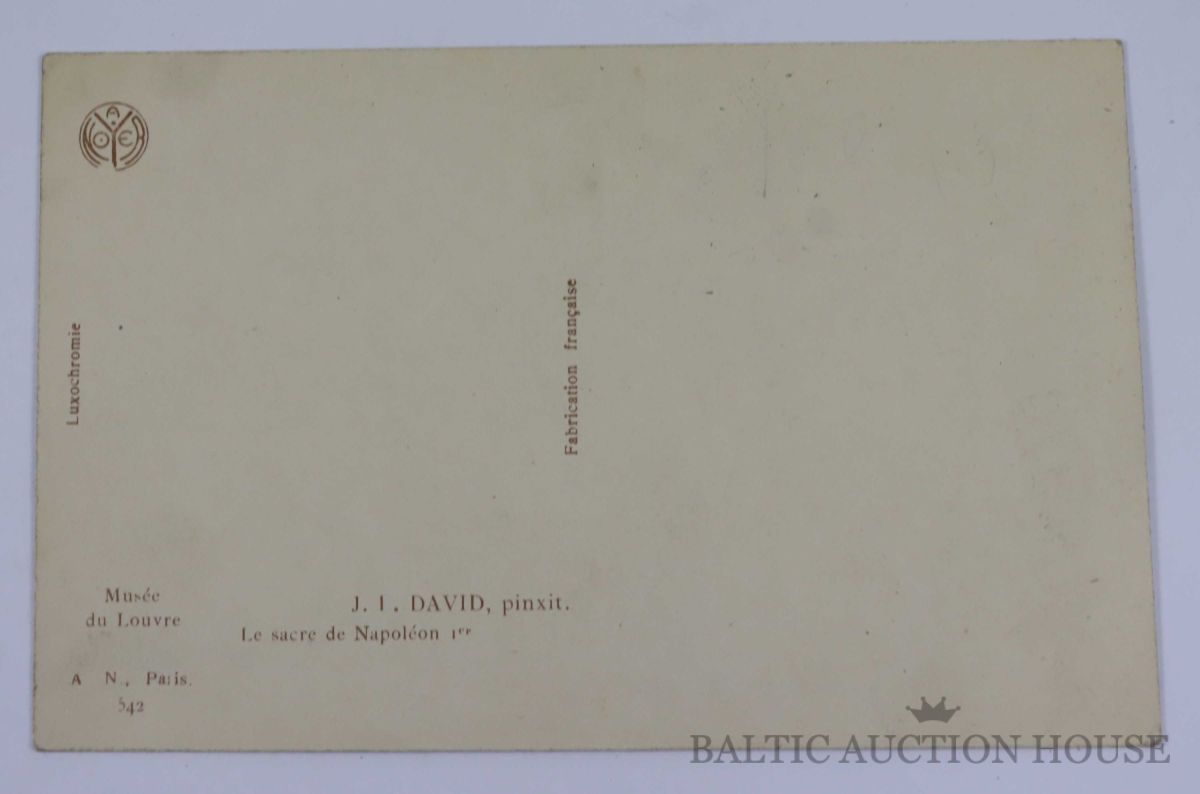 Luxochromie
Fabrication française
Musée
du Louvre
J. L. DAVID, pinxit.
Le sacre de Napoléon 1er
A N., Paris.
542
BALTIC AUCTION HOUSE